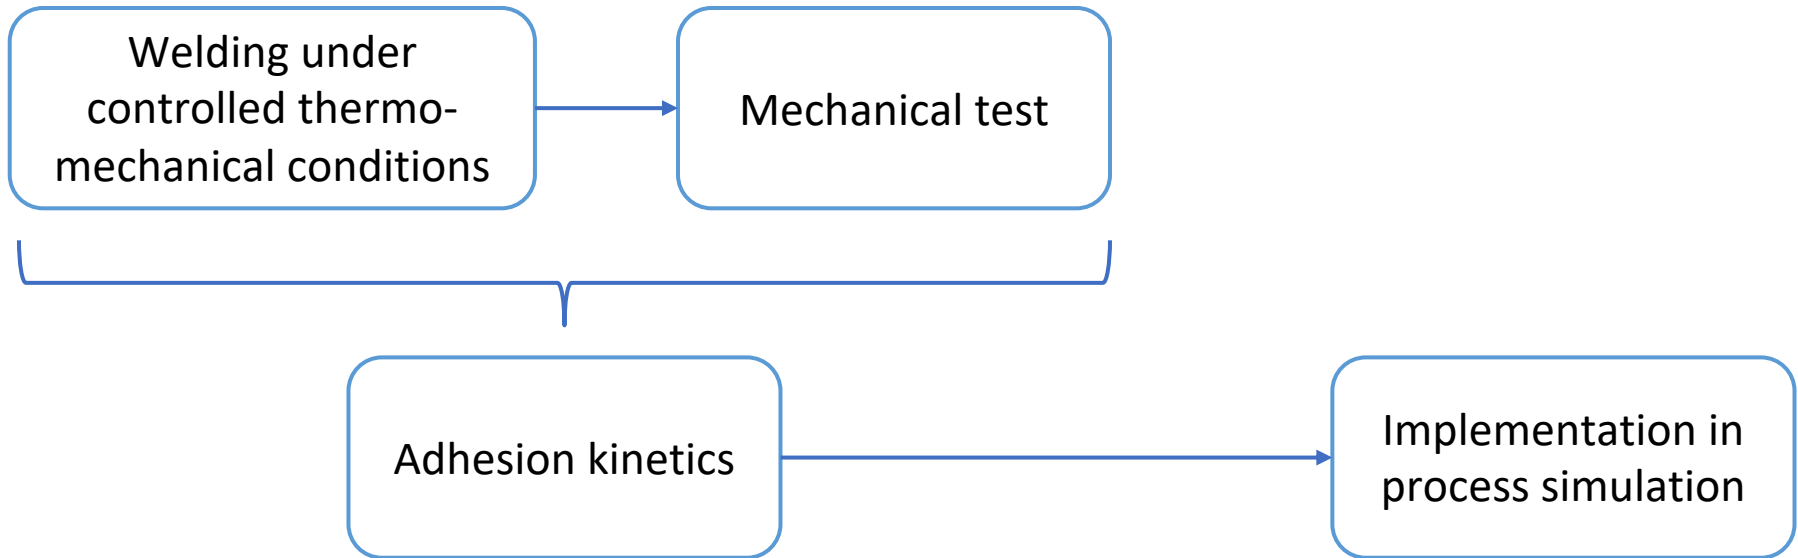 Welding under
controlled thermo-
mechanical conditions
Mechanical test
Adhesion kinetics
Implementation in
process simulation